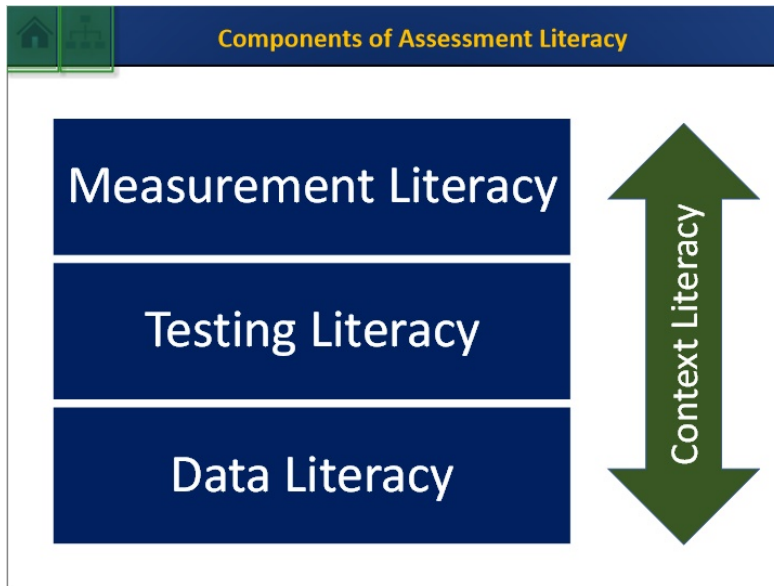 Components of Assessment Literacy
Measurement Literacy
Testing Literacy
Data Literacy
Context Literacy